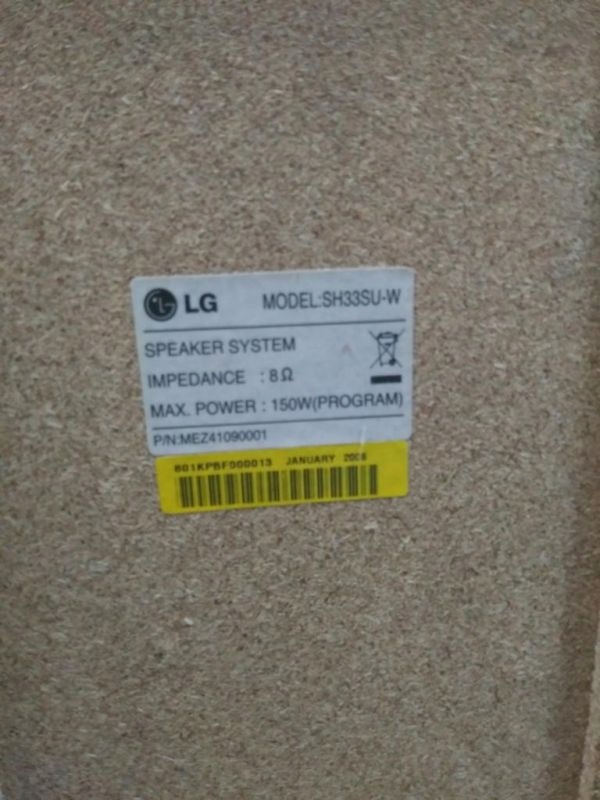 LG MODEL:SH33SU-W
SPEAKER SYSTEM
IMPEDANCE : 8Ω
MAX. POWER : 150W(PROGRAM)
P/N:MEZ41090001
801KPBF000013 JANUARY 2008